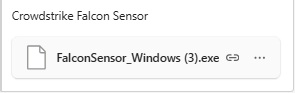 Crowdstrike Falcon Sensor
FalconSensor_Windows (3).exe